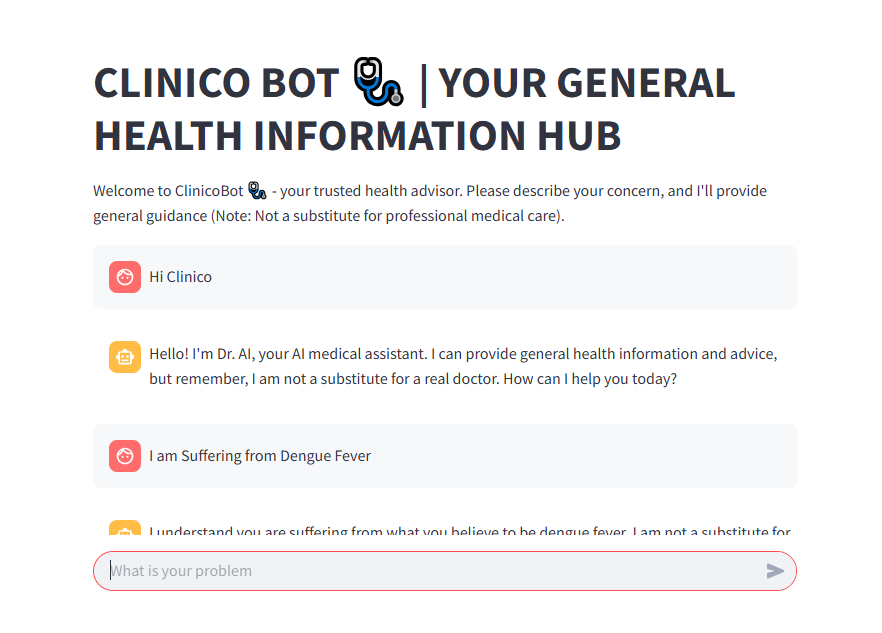 CLINICO BOT 🩺 | YOUR GENERAL
HEALTH INFORMATION HUB
Welcome to ClinicoBot 🩺 - your trusted health advisor. Please describe your concern, and I'll provide
general guidance (Note: Not a substitute for professional medical care).
Hi Clinico
Hello! I'm Dr. AI, your AI medical assistant. I can provide general health information and advice,
but remember, I am not a substitute for a real doctor. How can I help you today?
I am Suffering from Dengue Fever
I understand you are suffering from what you believe to be dengue fever. I am not a substitute for
What is your problem